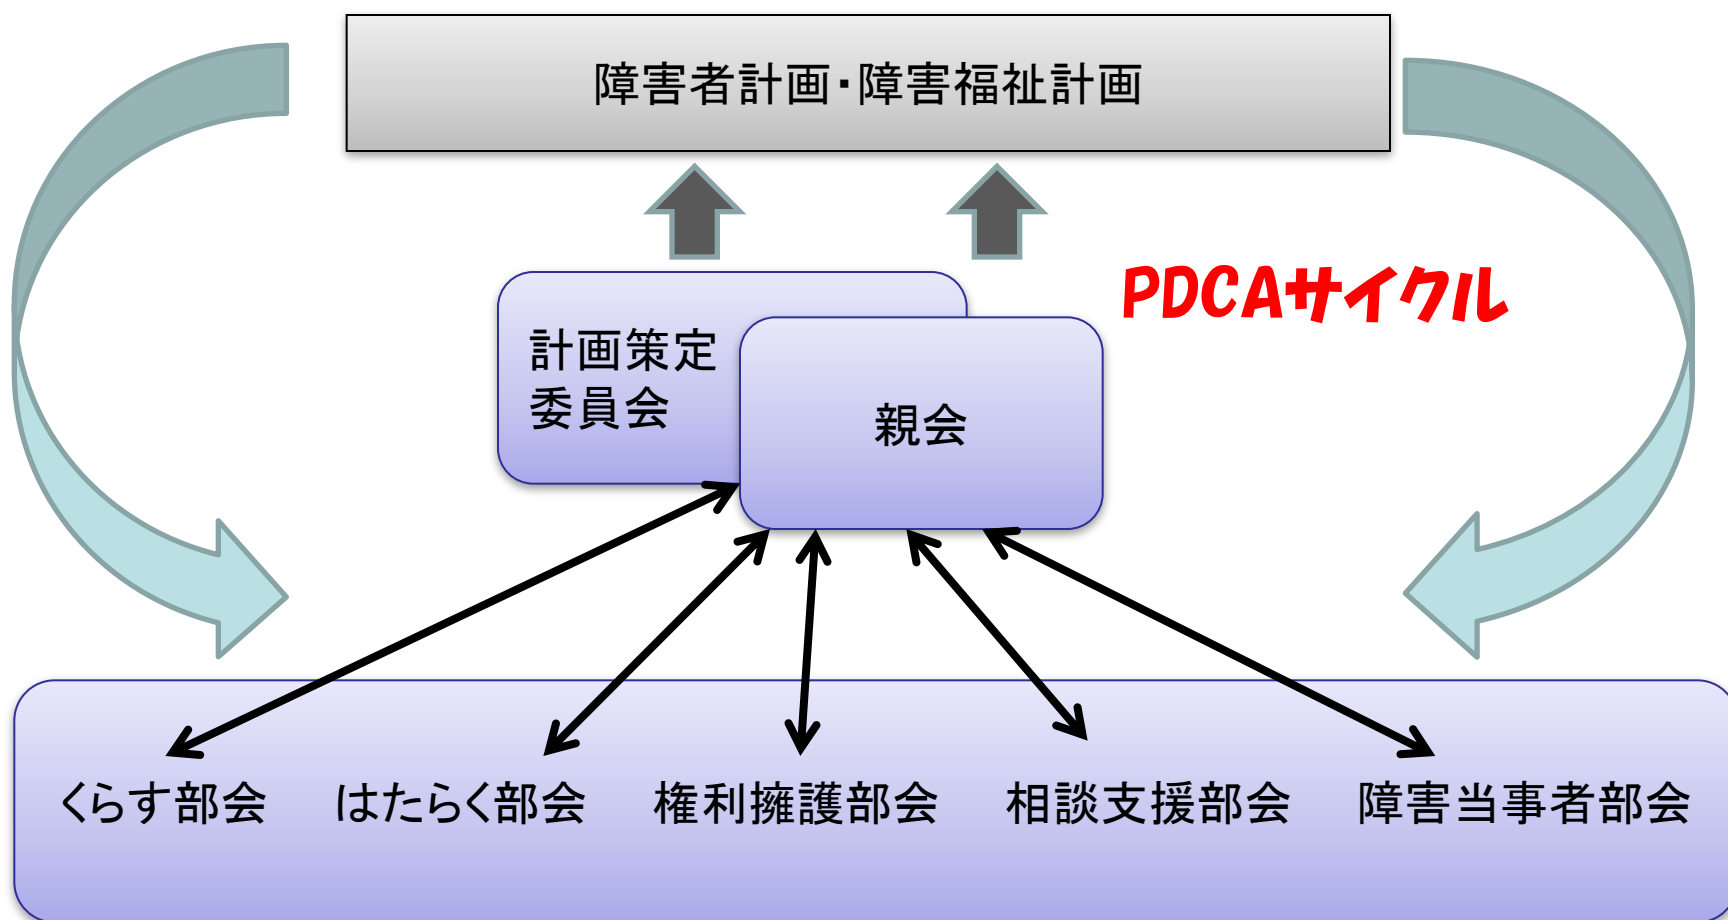 障害者計画・障害福祉計画
PDCAサイクル
計画策定
委員会
親会
くらす部会 はたらく部会 権利擁護部会 相談支援部会 障害当事者部会